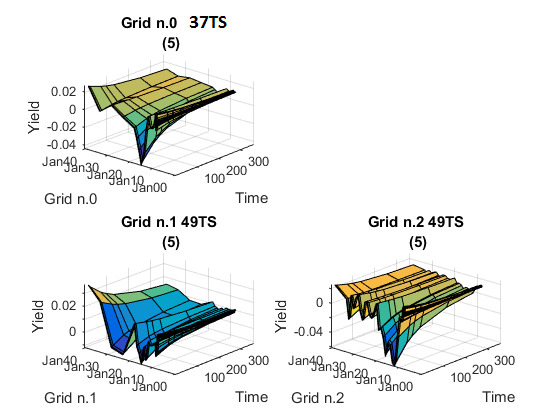 Grid n.0 37TS
(5)
0.02
0
-0.02
-0.04
Yield
Jan40
Jan30
Jan20
Jan10
Jan00
100
200
300
Grid n.0
Time
Grid n.1 49TS
(5)
0.02
0
Yield
Jan40
Jan30
Jan20
Jan10
Jan00
100
200
300
Grid n.1
Time
Grid n.2 49TS
(5)
0
-0.04
Yield
Jan40
Jan30
Jan20
Jan10
Jan00
100
200
300
Grid n.2
Time